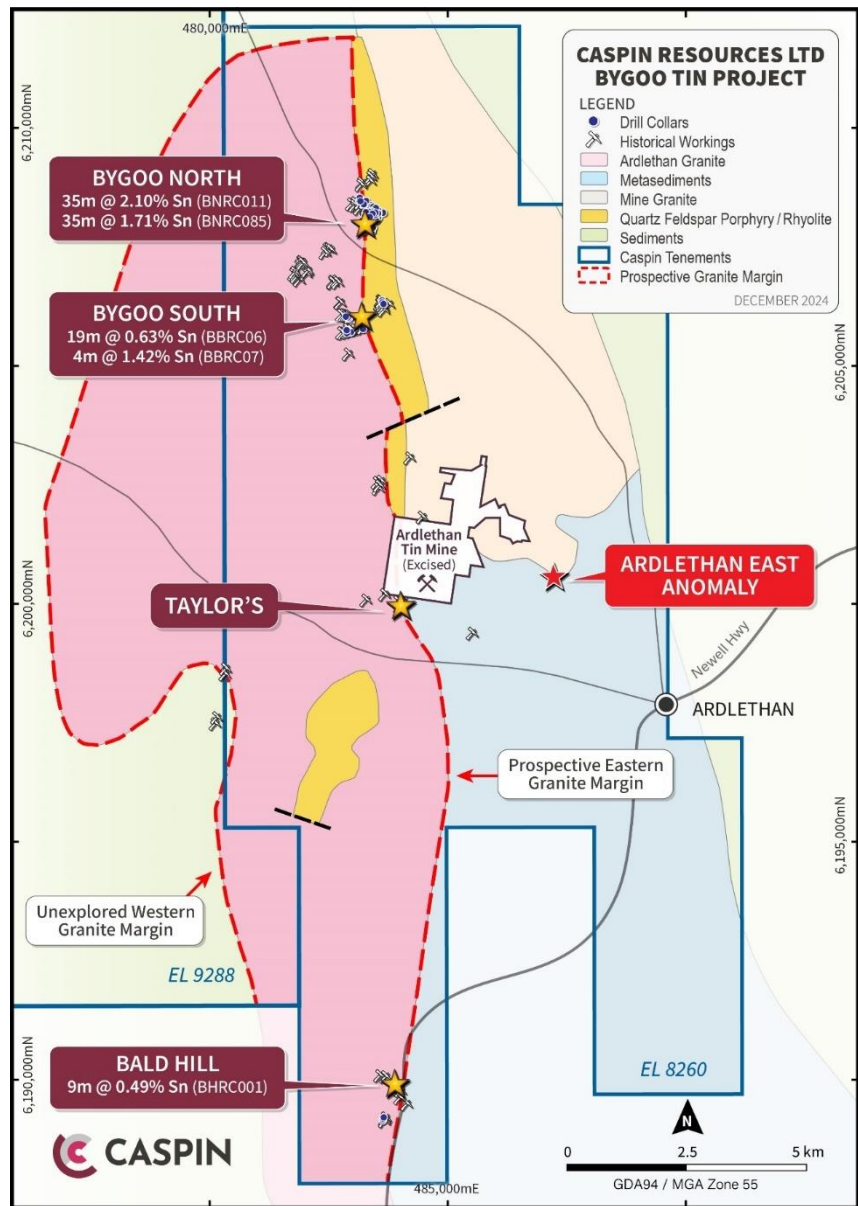 480,000mE
CASPIN RESOURCES LTD
BYGOO TIN PROJECT
LEGEND
Drill Collars
Historical Workings
Ardlethan Granite
Metasediments
Mine Granite
Quartz Feldspar Porphyry / Rhyolite
Sediments
Caspin Tenements
Prospective Granite Margin
DECEMBER 2024
6,210,000mN
BYGOO NORTH
35m @ 2.10% Sn (BNRC011)
35m @ 1.71% Sn (BNRC085)
BYGOO SOUTH
19m @ 0.63% Sn (BBRC06)
4m @ 1.42% Sn (BBRC07)
6,205,000mN
Ardlethan
Tin Mine
(Excised)
ARDLETHAN EAST
ANOMALY
TAYLOR'S
6,200,000mN
Newell Hwy
ARDLETHAN
Prospective Eastern
Granite Margin
6,195,000mN
Unexplored Western
Granite Margin
EL 9288
BALD HILL
9m @ 0.49% Sn (BHRC001)
6,190,000mN
EL 8260
N
CASPIN
0 2.5 5 km
GDA94 / MGA Zone 55
485,000mE